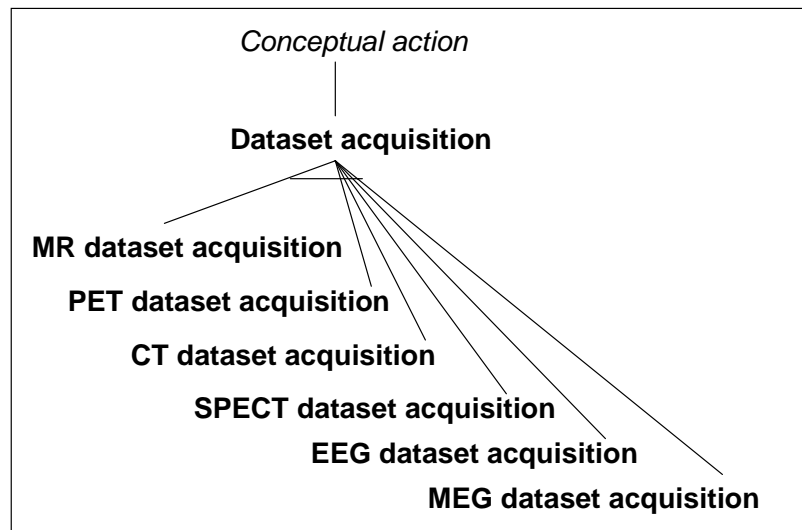 Conceptual action
Dataset acquisition
MR dataset acquisition
PET dataset acquisition
CT dataset acquisition
SPECT dataset acquisition
EEG dataset acquisition
MEG dataset acquisition